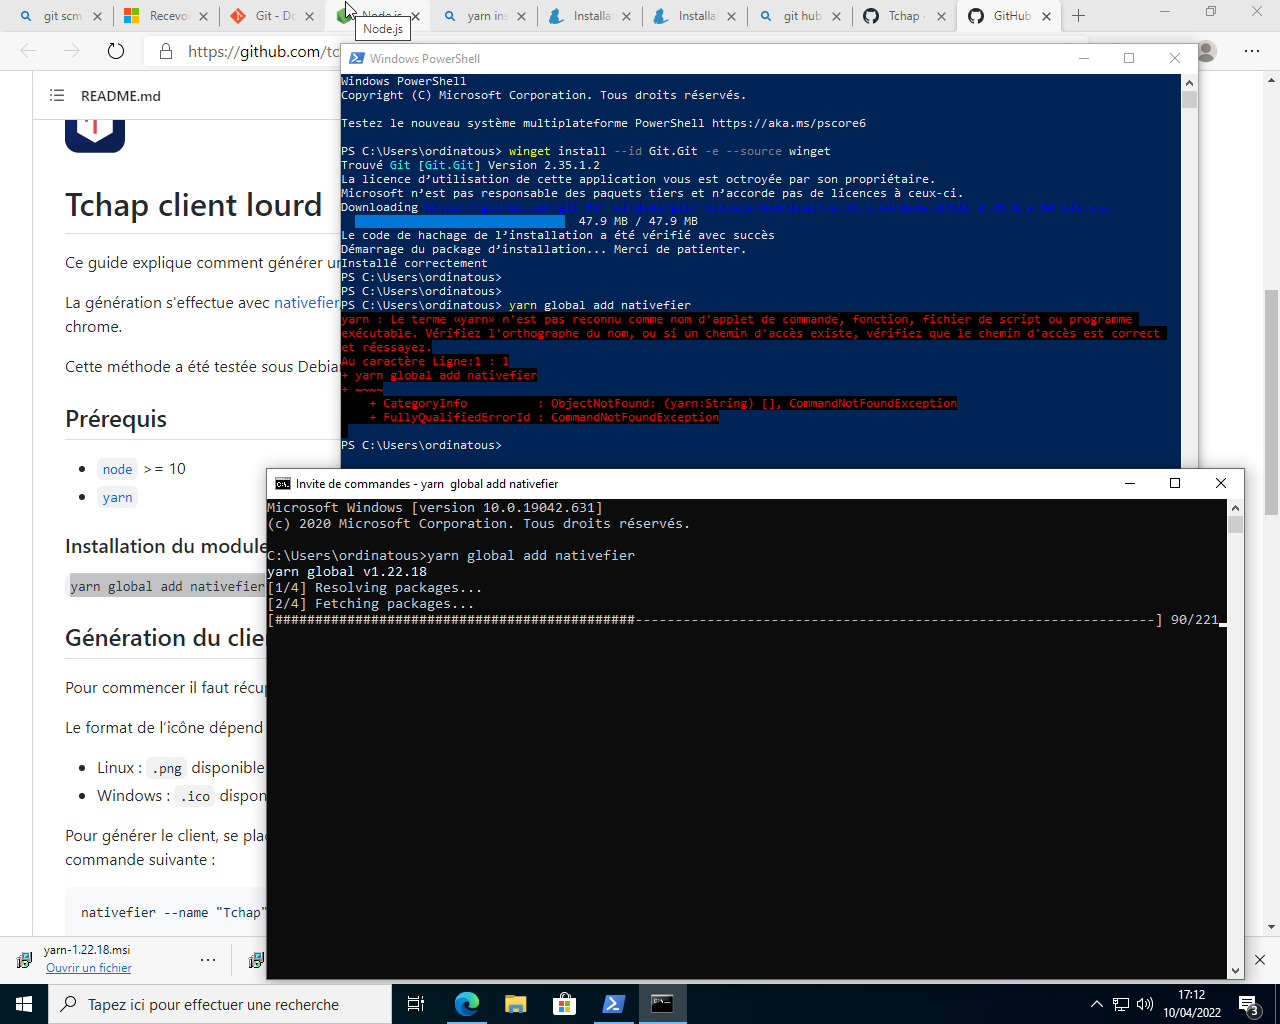 git scm
Recevo
Git - Do
Node.js
yarn ins
Installa
Installa
git hub
Tchap
GitHub
Node.js
https://github.com/tc
README.md
Tchap client lourd
Ce guide explique comment générer un
La génération s'effectue avec nativefier
chrome.
Cette méthode a été testée sous Debia
Prérequis
node >= 10
yarn
Installation du module
yarn global add nativefier
Génération du clie
Pour commencer il faut récup
Le format de l'icône dépend
Linux : .png disponible
Windows : .ico dispon
Pour générer le client, se pla
commande suivante :
nativefier --name "Tchap"
Windows PowerShell
Windows PowerShell
Copyright (C) Microsoft Corporation. Tous droits réservés.
Testez le nouveau système multiplateforme PowerShell https://aka.ms/pscore6
PS C:\Users\ordinatous> winget install --id Git.Git -e --source winget
Trouvé Git [Git.Git] Version 2.35.1.2
La licence d’utilisation de cette application vous est octroyée par son propriétaire.
Microsoft n’est pas responsable des paquets tiers et n’accorde pas de licences à ceux-ci.
Downloading
47.9 MB / 47.9 MB
Le code de hachage de l’installation a été vérifié avec succès
Démarrage du package d’installation... Merci de patienter.
Installé correctement
PS C:\Users\ordinatous>
PS C:\Users\ordinatous>
PS C:\Users\ordinatous> yarn global add nativefier
yarn : Le terme «yarn» n'est pas reconnu comme nom d'applet de commande, fonction, fichier de script ou programme
exécutable. Vérifiez l'orthographe du nom, ou si un chemin d'accès existe, vérifiez que le chemin d'accès est correct
et réessayez.
Au caractère Ligne:1 : 1
+ yarn global add nativefier
+ ~~~~
+ CategoryInfo : ObjectNotFound: (yarn:String) [], CommandNotFoundException
+ FullyQualifiedErrorId : CommandNotFoundException
PS C:\Users\ordinatous>
Invite de commandes - yarn global add nativefier
Microsoft Windows [version 10.0.19042.631]
(c) 2020 Microsoft Corporation. Tous droits réservés.
C:\Users\ordinatous>yarn global add nativefier
yarn global v1.22.18
[1/4] Resolving packages...
[2/4] Fetching packages...
[#############################################-----------------------------------------------------------------] 90/221
yarn-1.22.18.msi
Ouvrir un fichier
Tapez ici pour effectuer une recherche
17:12
10/04/2022
3